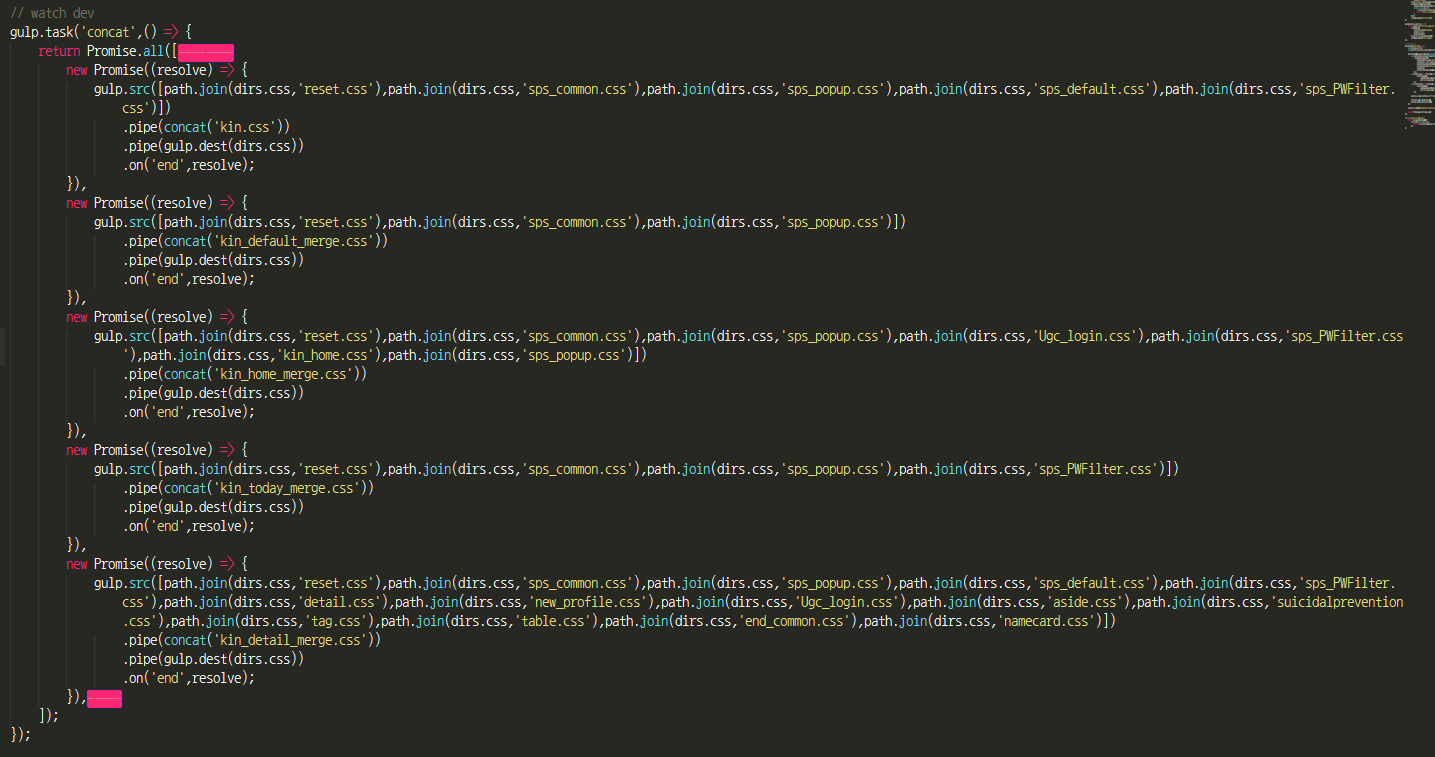 // watch dev
gulp.task('concat',() => {
return Promise.all([
new Promise((resolve) => {
gulp.src([path.join(dirs.css,'reset.css'),path.join(dirs.css,'sps_common.css'),path.join(dirs.css,'sps_popup.css'),path.join(dirs.css,'sps_default.css'),path.join(dirs.css,'sps_PWFilter.
css')])
.pipe(concat('kin.css'))
.pipe(gulp.dest(dirs.css))
.on('end',resolve);
}),
new Promise((resolve) => {
gulp.src([path.join(dirs.css,'reset.css'),path.join(dirs.css,'sps_common.css'),path.join(dirs.css,'sps_popup.css')])
.pipe(concat('kin_default_merge.css'))
.pipe(gulp.dest(dirs.css))
.on('end',resolve);
}),
new Promise((resolve) => {
gulp.src([path.join(dirs.css,'reset.css'),path.join(dirs.css,'sps_common.css'),path.join(dirs.css,'sps_popup.css'),path.join(dirs.css,'Ugc_login.css'),path.join(dirs.css,'sps_PWFilter.css
'),path.join(dirs.css,'kin_home.css'),path.join(dirs.css,'sps_popup.css')])
.pipe(concat('kin_home_merge.css'))
.pipe(gulp.dest(dirs.css))
.on('end',resolve);
}),
new Promise((resolve) => {
gulp.src([path.join(dirs.css,'reset.css'),path.join(dirs.css,'sps_common.css'),path.join(dirs.css,'sps_popup.css'),path.join(dirs.css,'sps_PWFilter.css')])
.pipe(concat('kin_today_merge.css'))
.pipe(gulp.dest(dirs.css))
.on('end',resolve);
}),
new Promise((resolve) => {
gulp.src([path.join(dirs.css,'reset.css'),path.join(dirs.css,'sps_common.css'),path.join(dirs.css,'sps_popup.css'),path.join(dirs.css,'sps_default.css'),path.join(dirs.css,'sps_PWFilter.
css'),path.join(dirs.css,'detail.css'),path.join(dirs.css,'new_profile.css'),path.join(dirs.css,'Ugc_login.css'),path.join(dirs.css,'aside.css'),path.join(dirs.css,'suicidalprevention
.css'),path.join(dirs.css,'tag.css'),path.join(dirs.css,'table.css'),path.join(dirs.css,'end_common.css'),path.join(dirs.css,'namecard.css')])
.pipe(concat('kin_detail_merge.css'))
.pipe(gulp.dest(dirs.css))
.on('end',resolve);
}),
]);
});